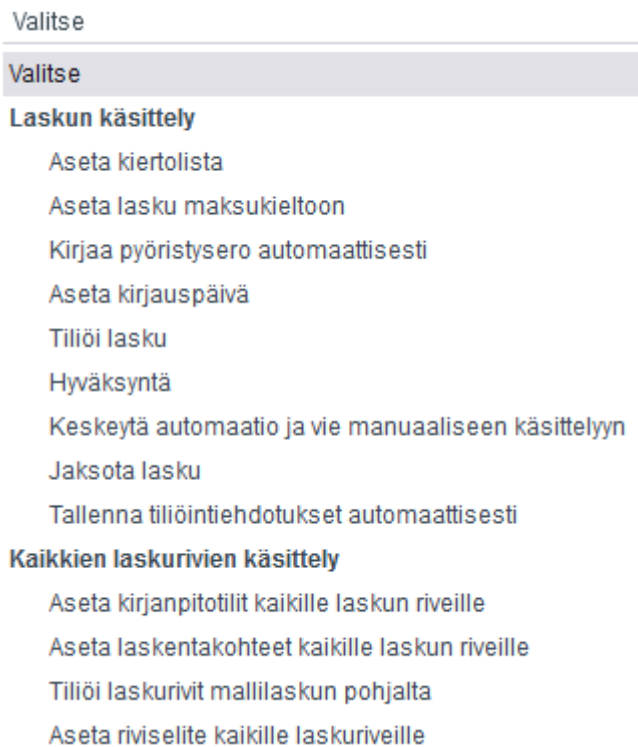 Valitse
Valitse
Laskun käsittely
Aseta kiertolista
Aseta lasku maksukieltoon
Kirjaa pyöristysero automaattisesti
Aseta kirjauspäivä
Tiliöi lasku
Hyväksyntä
Keskeytä automaatio ja vie manuaaliseen käsittelyyn
Jaksota lasku
Tallenna tiliöintiehdotukset automaattisesti
Kaikkien laskurivien käsittely
Aseta kirjanpitotilit kaikille laskun riveille
Aseta laskentakohteet kaikille laskun riveille
Tiliöi laskurivit mallilaskun pohjalta
Aseta riviselite kaikille laskuriveille